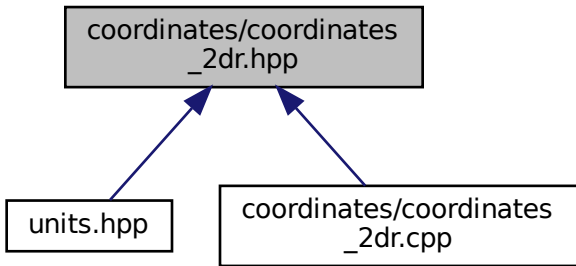 coordinates/coordinates
_2dr.hpp
units.hpp
coordinates/coordinates
_2dr.cpp